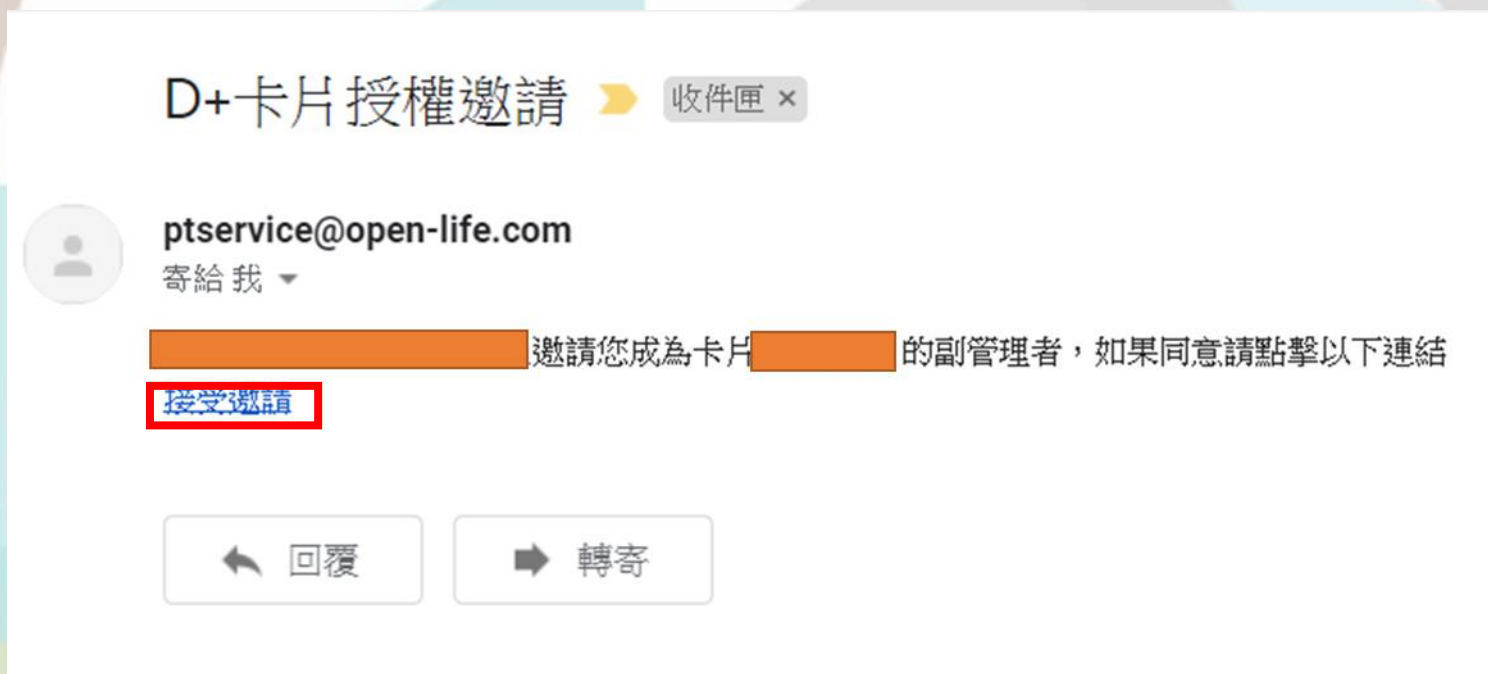 D+卡片授權邀請 收件匣 ×
ptservice@open-life.com
寄給 我
邀請您成為卡片 的副管理者，如果同意請點擊以下連結
接受邀請
回覆 轉寄